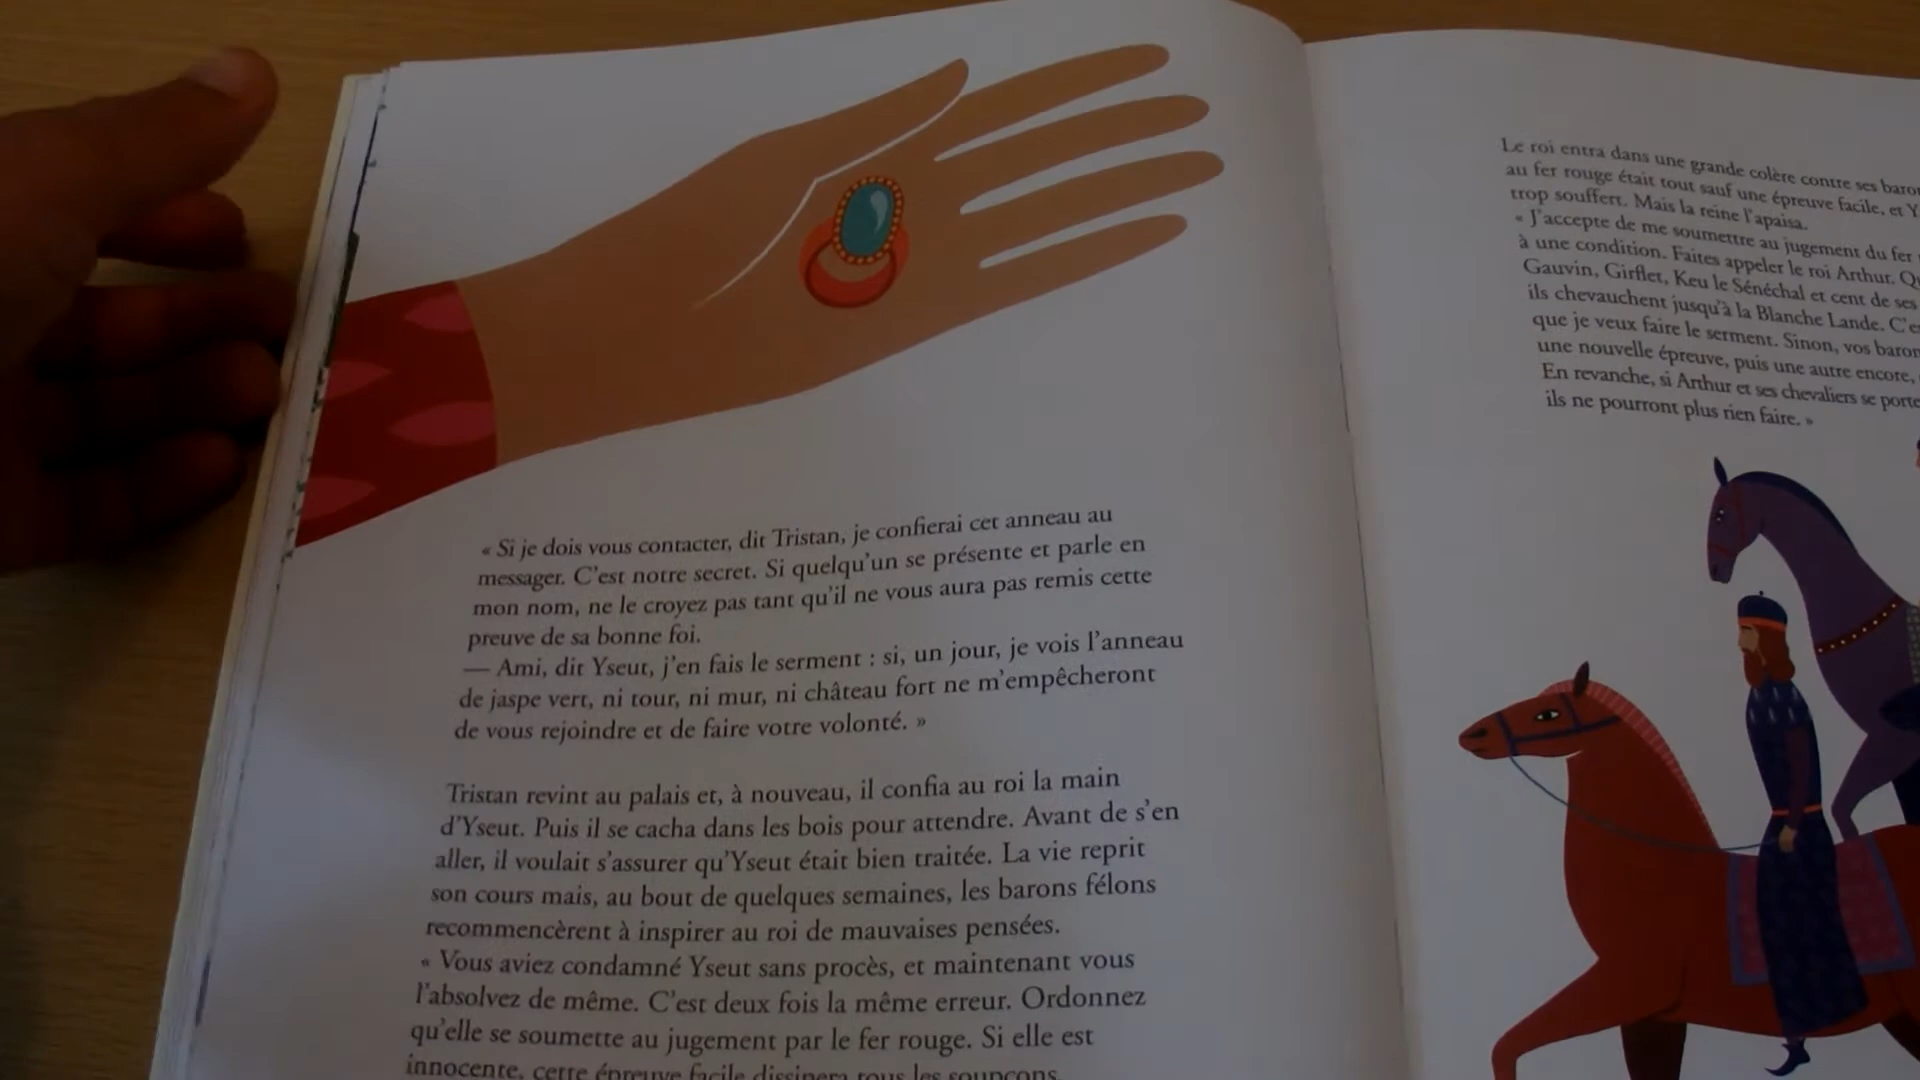 « Si je dois vous contacter, dit Tristan, je confierai cet anneau au
messager. C'est notre secret. Si quelqu'un se présente et parle en
mon nom, ne le croyez pas tant qu'il ne vous aura pas remis cette
preuve de sa bonne foi.
— Ami, dit Yseut, j'en fais le serment : si, un jour, je vois l'anneau
de jaspe vert, ni tour, ni mur, ni château fort ne m'empêcheront
de vous rejoindre et de faire votre volonté. »
Tristan revint au palais et, à nouveau, il confia au roi la main
d'Yseut. Puis il se cacha dans les bois pour attendre. Avant de s'en
aller, il voulait s'assurer qu'Yseut était bien traitée. La vie reprit
son cours mais, au bout de quelques semaines, les barons félons
recommencèrent à inspirer au roi de mauvaises pensées.
« Vous aviez condamné Yseut sans procès, et maintenant vous
l'absolvez de même. C'est deux fois la même erreur. Ordonnez
qu'elle se soumette au jugement par le fer rouge. Si elle est
innocente, cette épreuve facile dissipera tous les soupçons
Le roi entra dans une grande colère contre ses
au fer rouge était tout sauf une épreuve facile, et
trop souffert. Mais la reine l'apaisa.
« J'accepte de me soumettre au jugement du fer
à une condition. Faites appeler le roi Arthur.
Gauvin, Girflet, Keu le Sénéchal et cent de ses
ils chevauchent jusqu'à la Blanche Lande.
que je veux faire le serment. Sinon, vos
une nouvelle épreuve, puis une autre encore,
En revanche, si Arthur et ses chevaliers se
ils ne pourront plus rien faire. »